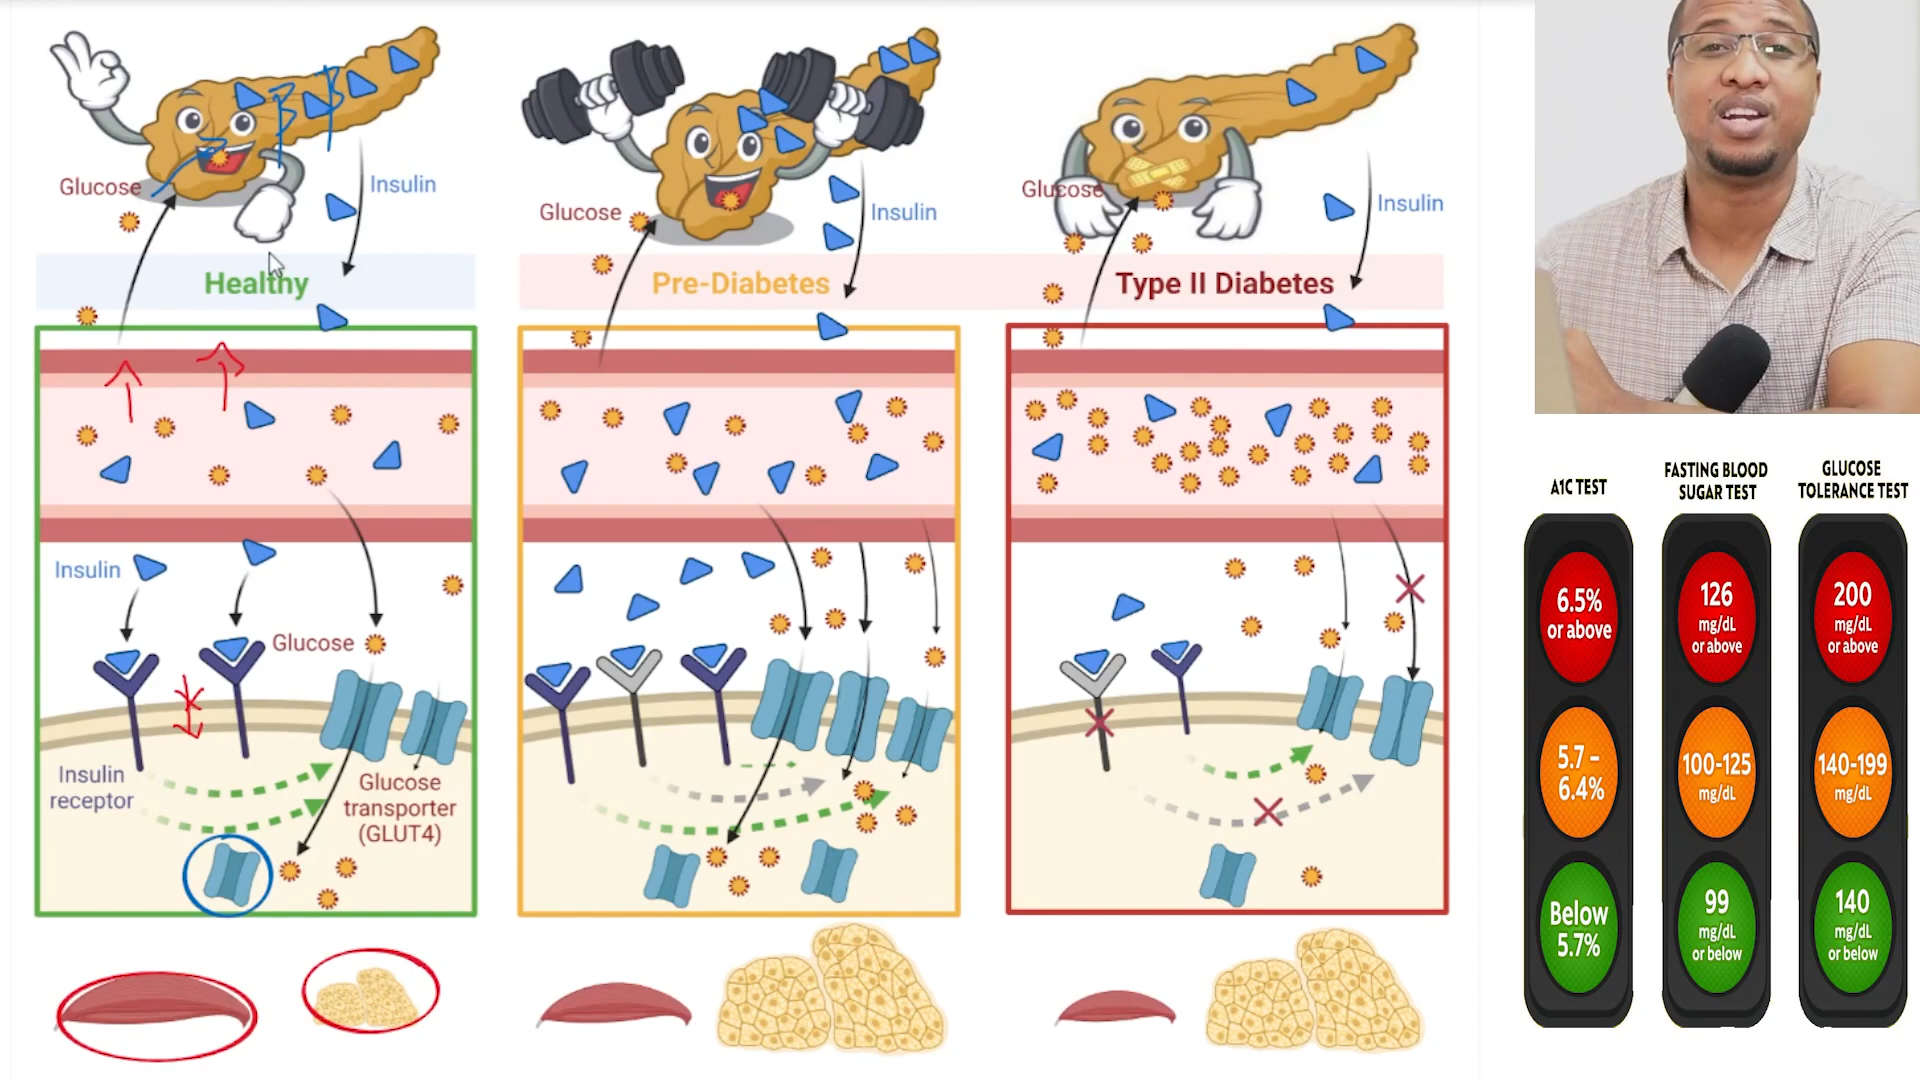 Glucose
Insulin
Healthy
Insulin
Glucose
Insulin
receptor
Glucose
transporter
(GLUT4)
Glucose
Insulin
Pre-Diabetes
Glucose
Insulin
Type II Diabetes
A1C TEST
6.5%
or above
5.7 –
6.4%
Below
5.7%
FASTING BLOOD
SUGAR TEST
126
mg/dL
or above
100-125
mg/dL
99
mg/dL
or below
GLUCOSE
TOLERANCE TEST
200
mg/dL
or above
140-199
mg/dL
140
mg/dL
or below